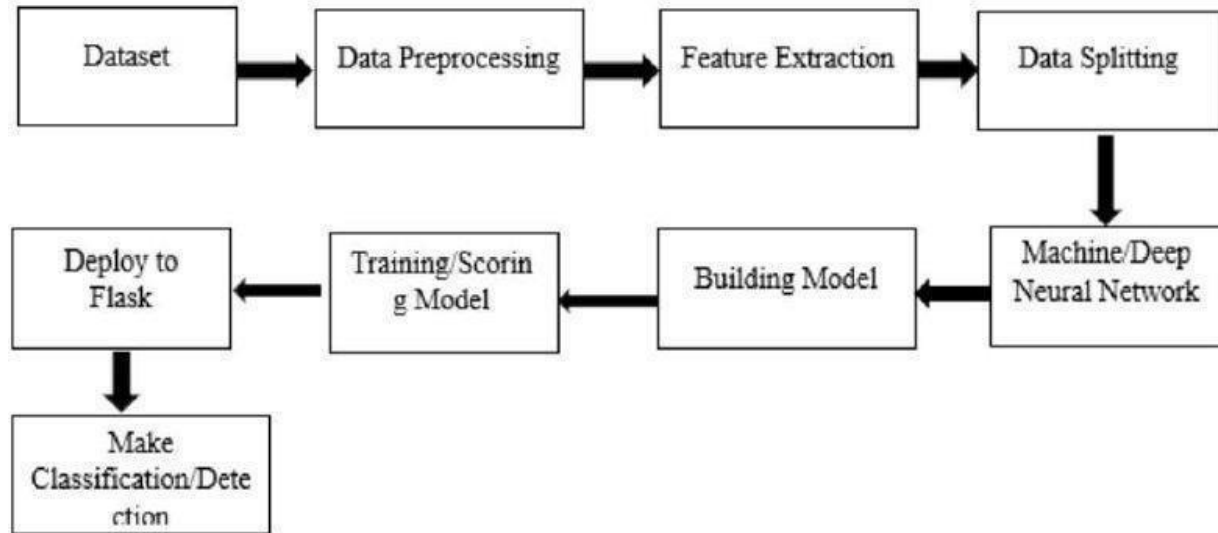 Dataset
Data Preprocessing
Feature Extraction
Data Splitting
Machine/Deep
Neural Network
Building Model
Training/Scorin
g Model
Deploy to
Flask
Make
Classification/Dete
ction